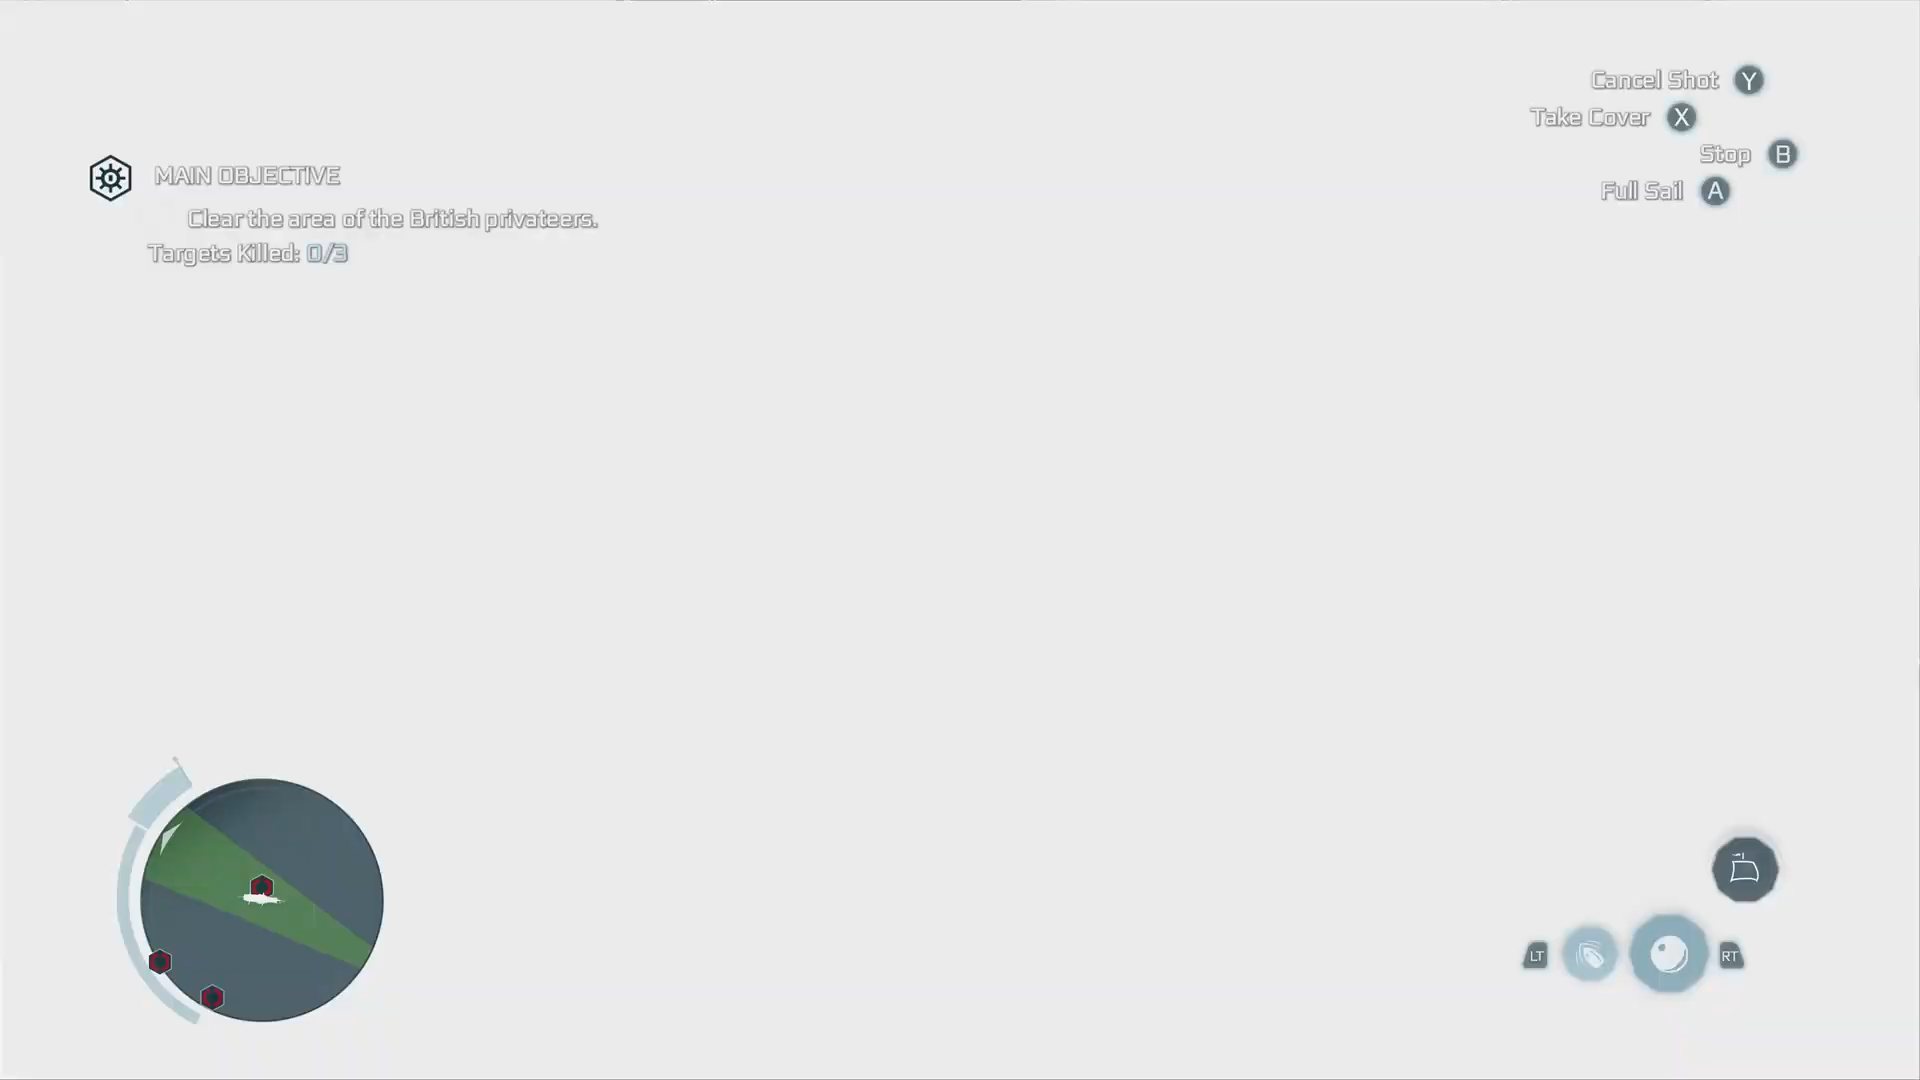 Cancel Shot Y
Take Cover X
Stop B
Full Sail A
MAIN OBJECTIVE
Clear the area of the British privateers.
Targets Killed: 0/3
LT
RT